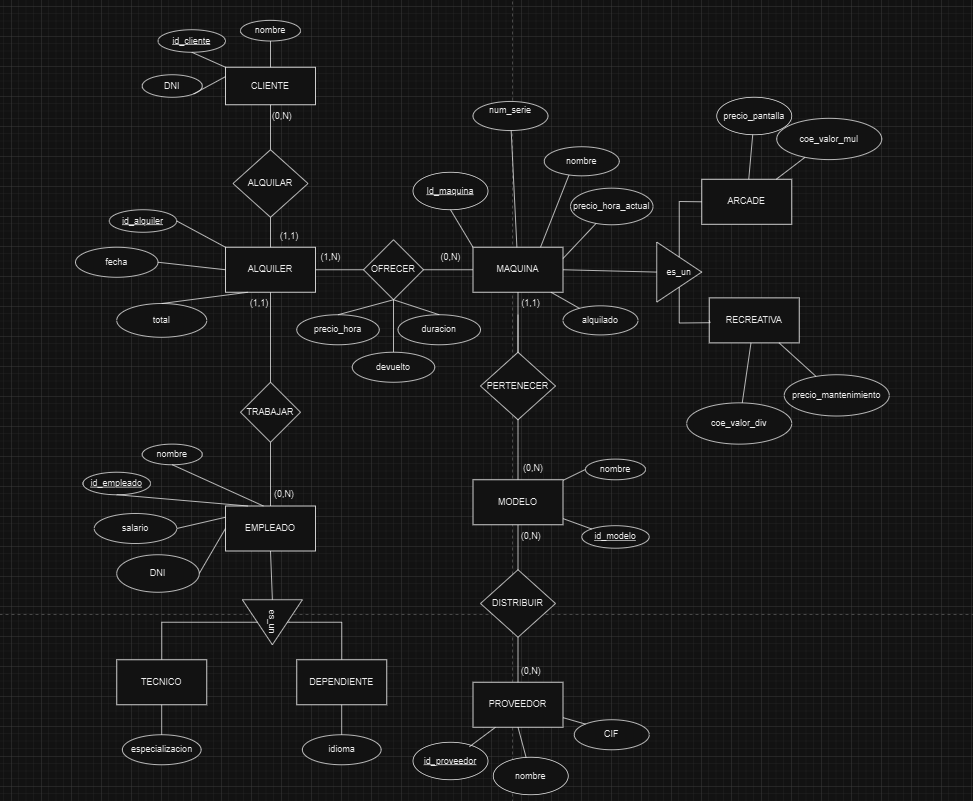 nombre
id_cliente
DNI
CLIENTE
(0,N)
ALQUILAR
(1,1)
id_alquiler
fecha
total
ALQUILER
(1,N)
OFRECER
(0,N)
precio_hora
duracion
devuelto
(1,1)
num_serie
nombre
Id_maquina
precio_hora_actual
MAQUINA
alquilado
(1,1)
es_un
precio_pantalla
coe_valor_mul
ARCADE
RECREATIVA
precio_mantenimiento
coe_valor_div
PERTENECER
(0,N)
TRABAJAR
(0,N)
nombre
id_empleado
salario
DNI
EMPLEADO
es_un
TECNICO
DEPENDIENTE
especializacion
idioma
MODELO
nombre
id_modelo
(0,N)
DISTRIBUIR
(0,N)
PROVEEDOR
CIF
id_proveedor
nombre